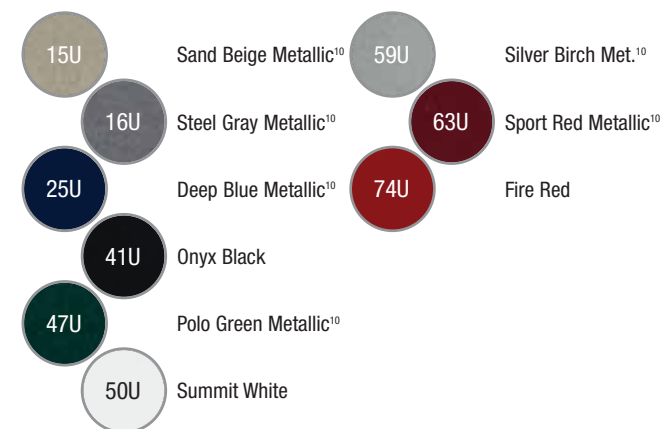 15U Sand Beige Metallic¹⁰
16U Steel Gray Metallic¹⁰
25U Deep Blue Metallic¹⁰
41U Onyx Black
47U Polo Green Metallic¹⁰
50U Summit White
59U Silver Birch Met.¹⁰
63U Sport Red Metallic¹⁰
74U Fire Red